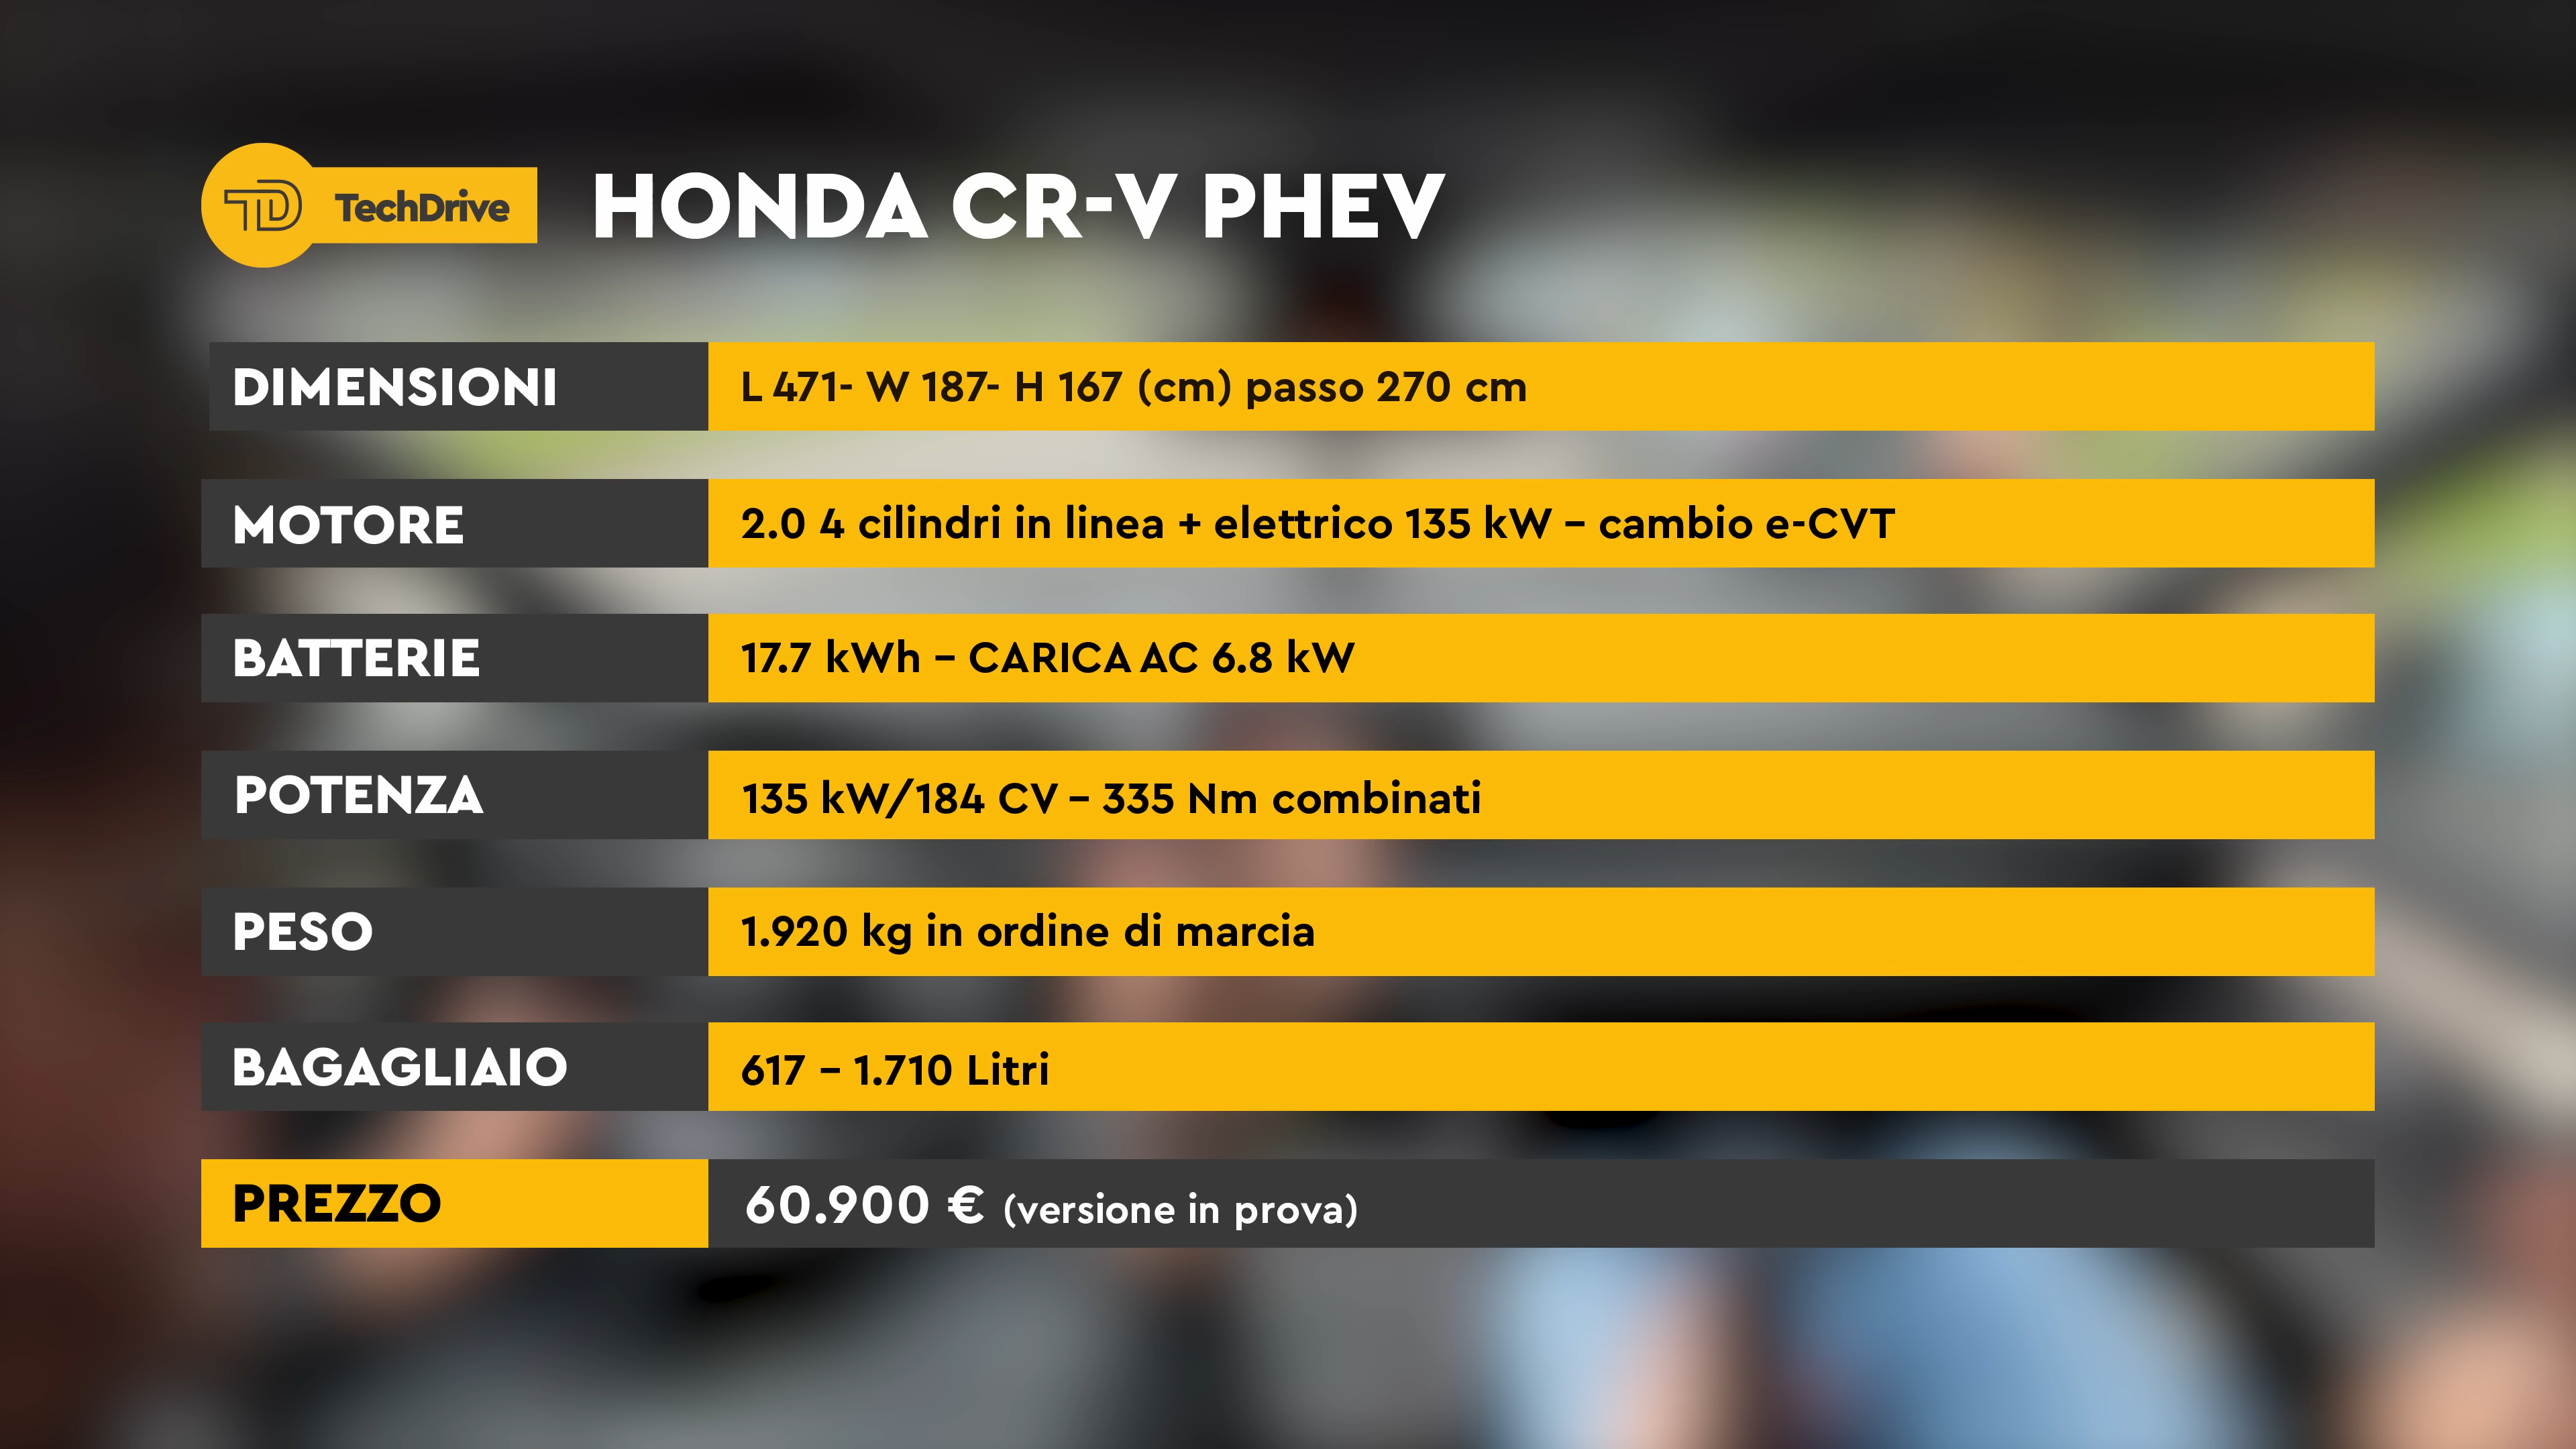 TD TechDrive HONDA CR-V PHEV
DIMENSIONI L 471- W 187- H 167 (cm) passo 270 cm
MOTORE 2.0 4 cilindri in linea + elettrico 135 kW – cambio e-CVT
BATTERIE 17.7 kWh – CARICA AC 6.8 kW
POTENZA 135 kW/184 CV – 335 Nm combinati
PESO 1.920 kg in ordine di marcia
BAGAGLIAIO 617 – 1.710 Litri
PREZZO 60.900 € (versione in prova)